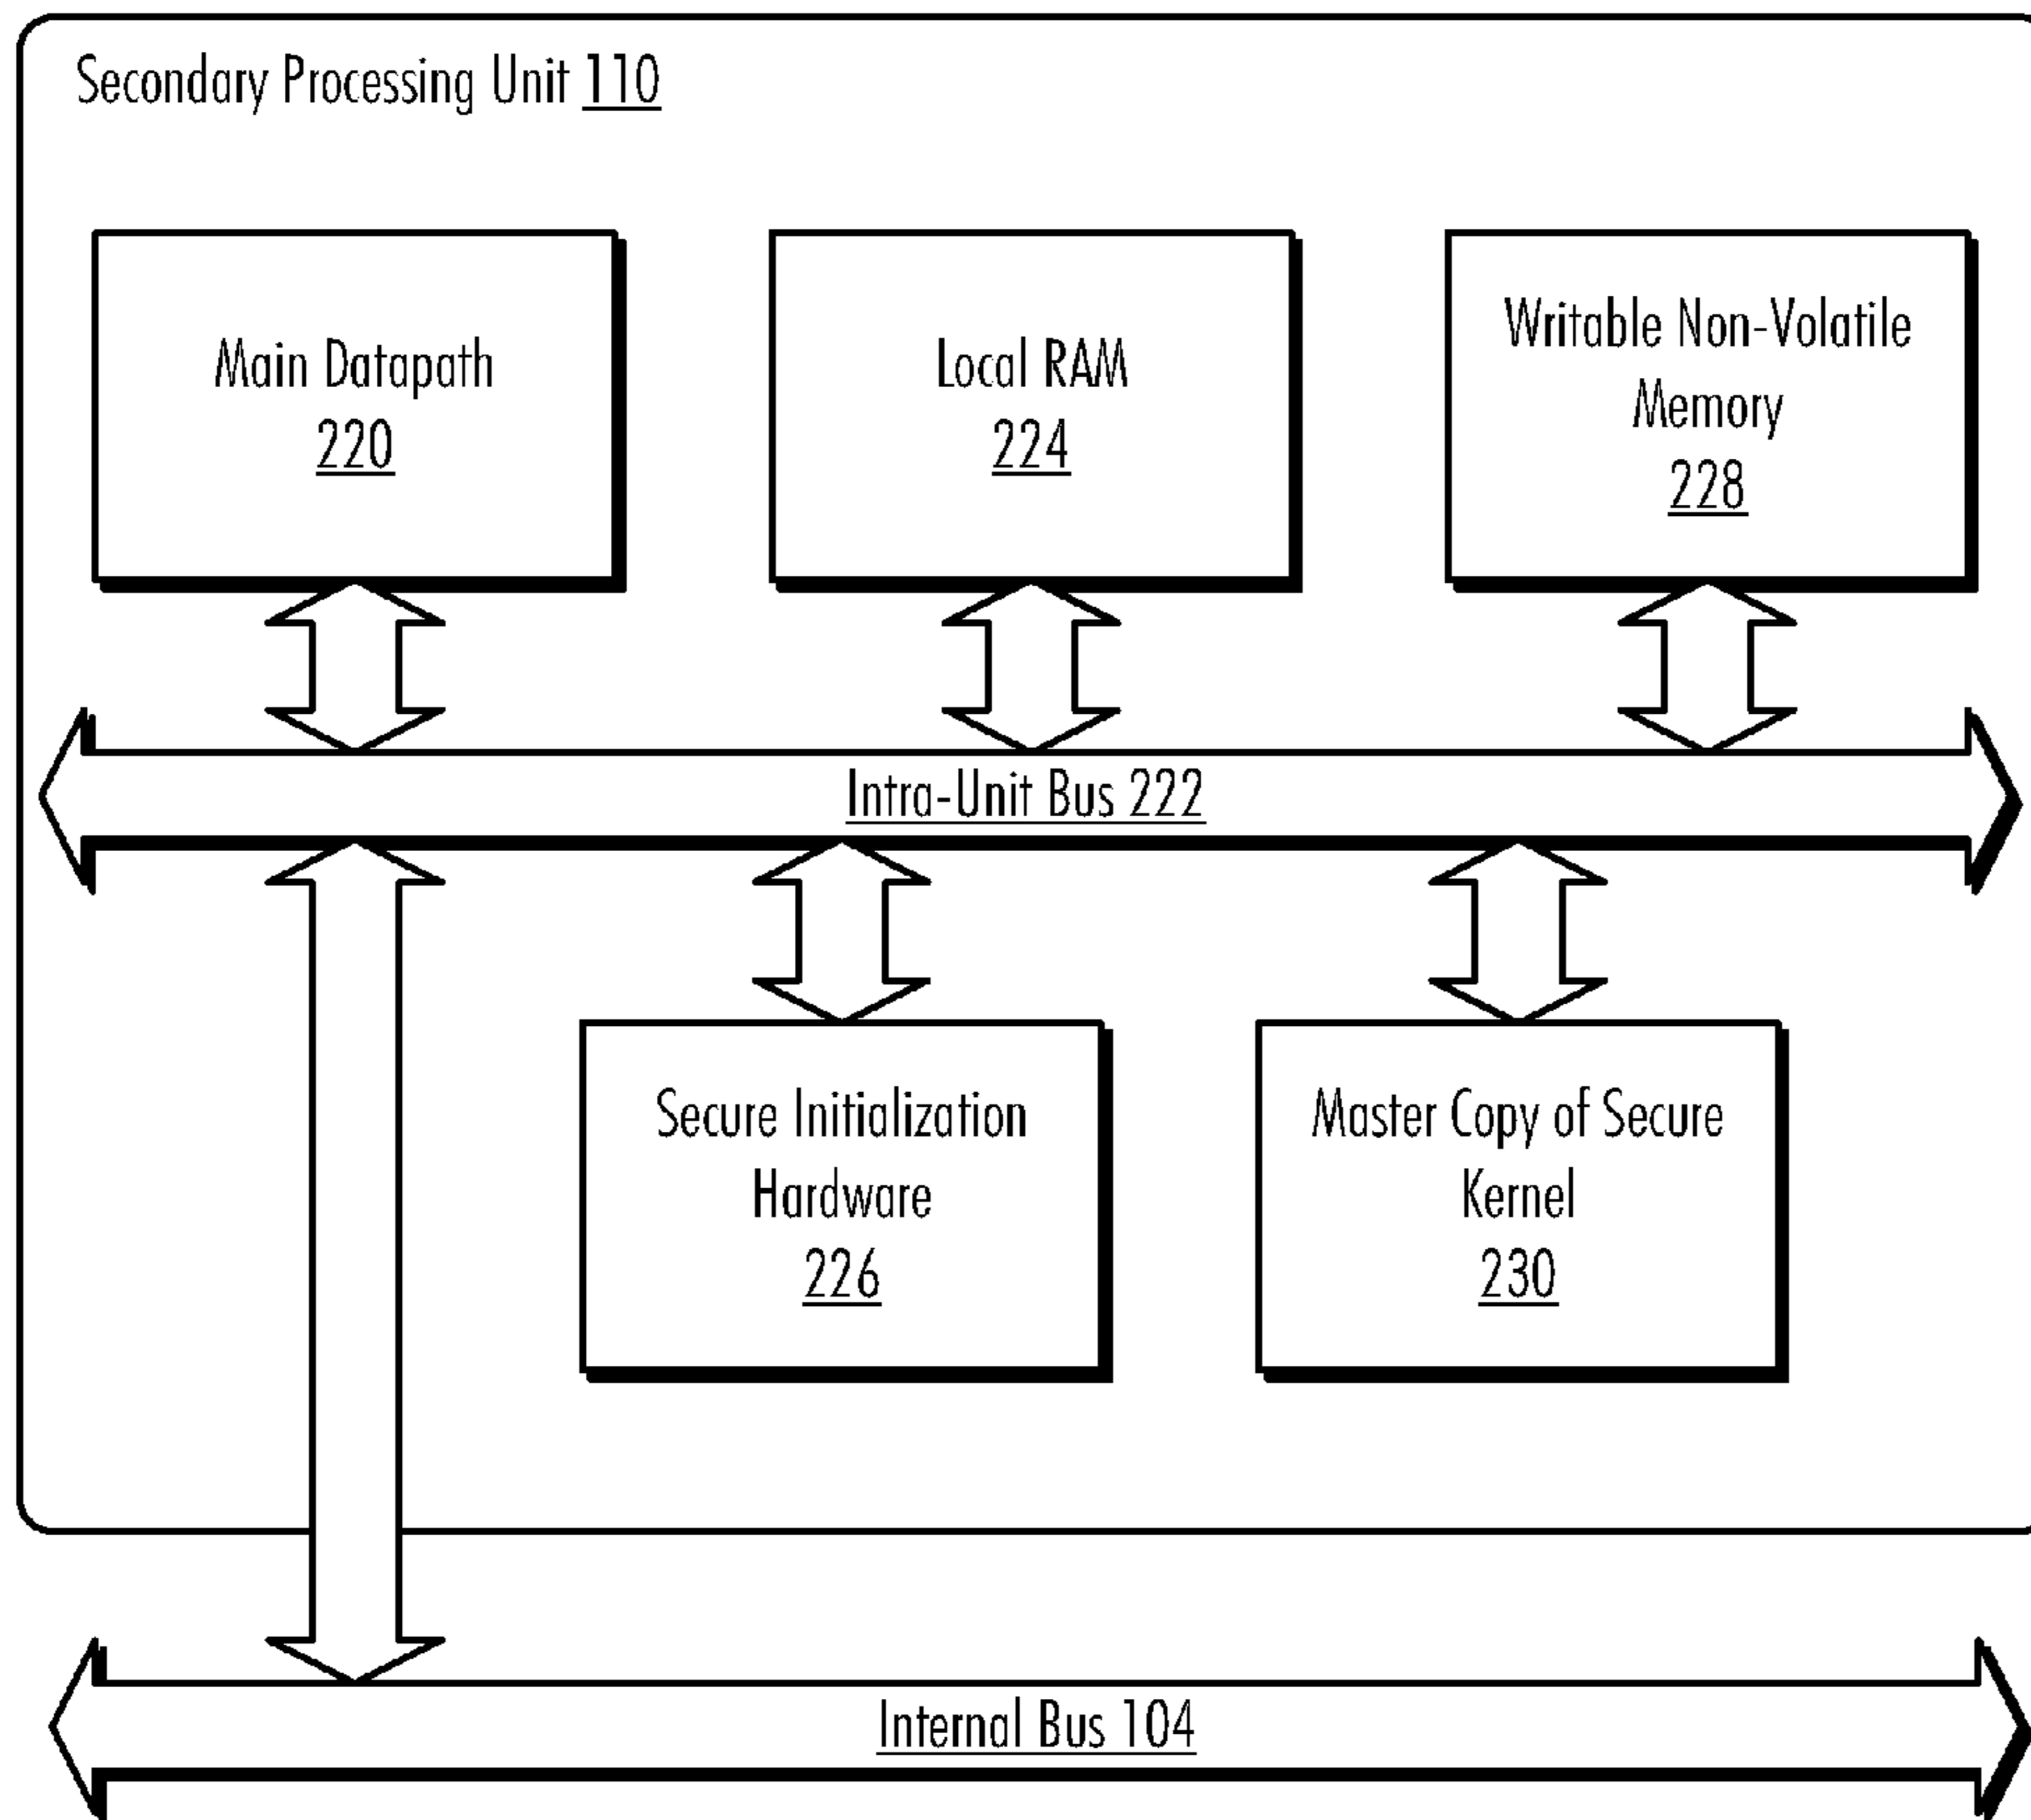 Secondary Processing Unit 110
Main Datapath
220
Local RAM
224
Writable Non-Volatile
Memory
228
Intra-Unit Bus 222
Secure Initialization
Hardware
226
Master Copy of Secure
Kernel
230
Internal Bus 104